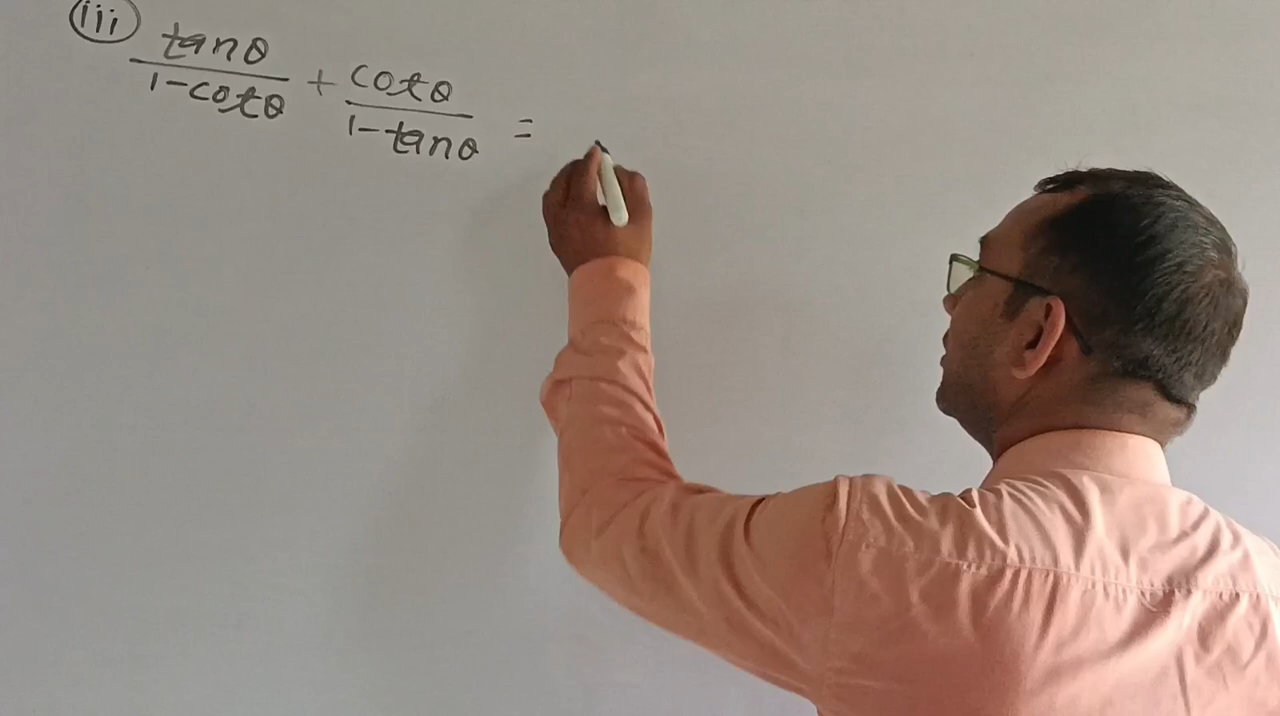 (iii) tanθ/1-cotθ + cotθ/1-tanθ =